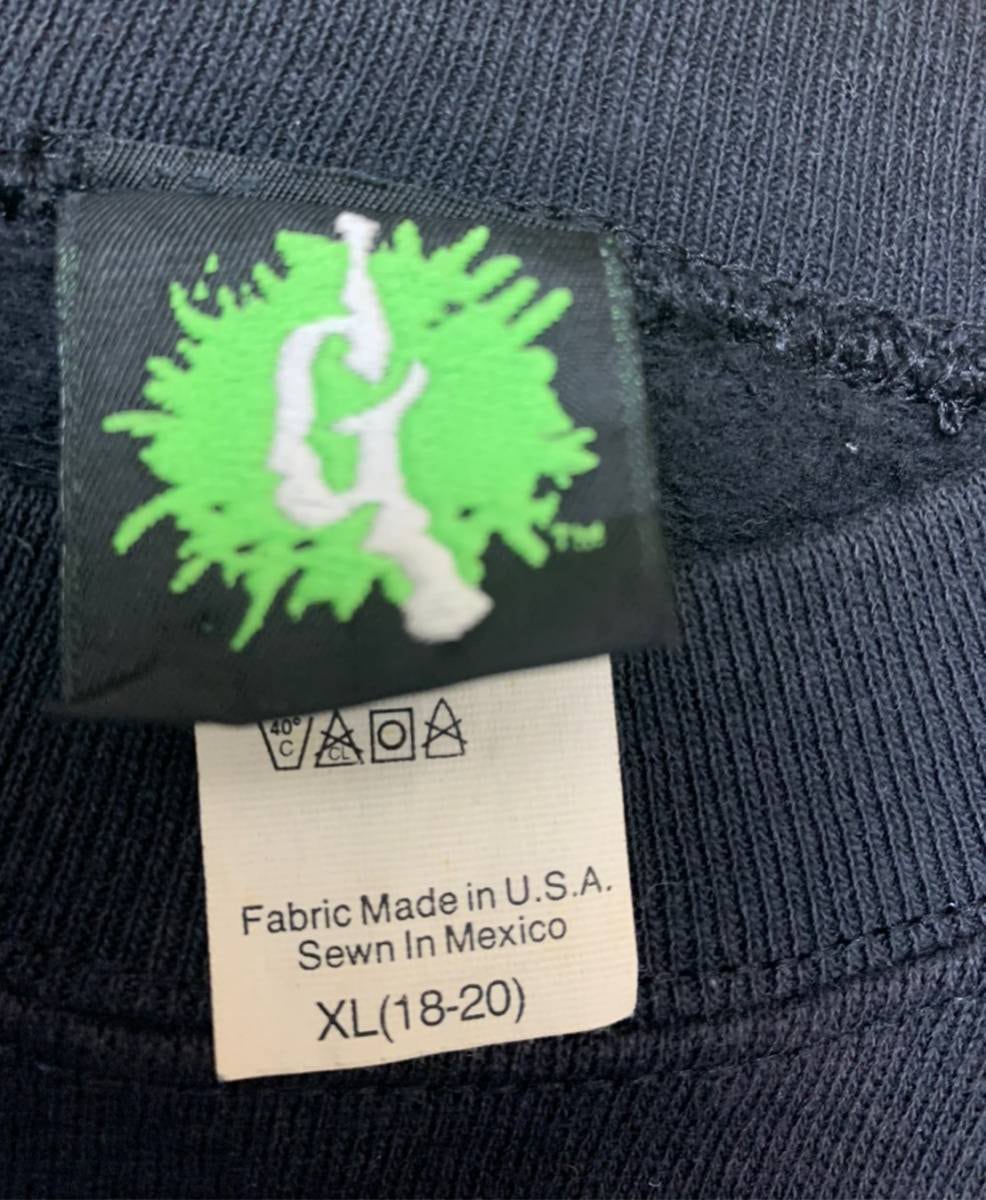 G
TM
40°
C
CL
Fabric Made in U.S.A.
Sewn In Mexico
XL(18-20)